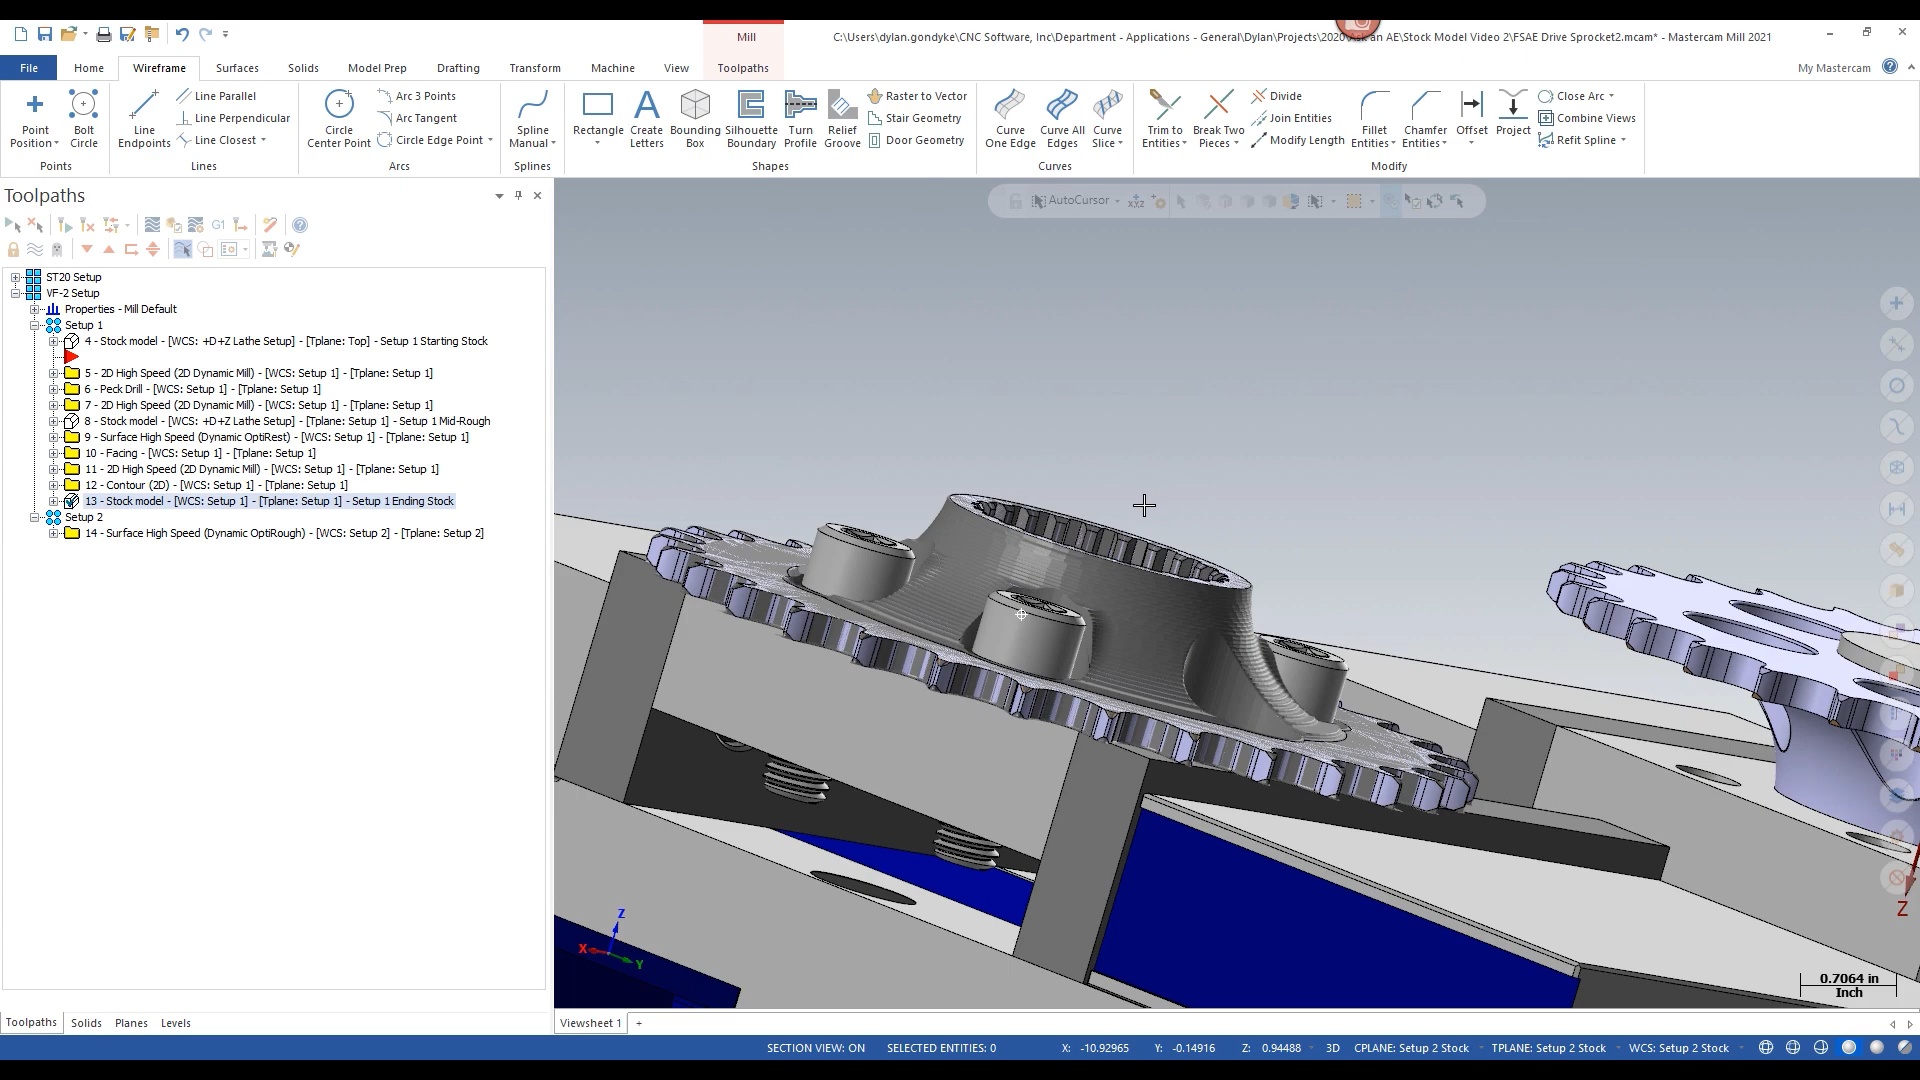 Mill
C:\Users\dylan.gondyke\CNC Software, Inc\Department - Applications - General\Dylan\Projects\2020\Ask an AE\Stock Model Video 2\FSAE Drive Sprocket2.mcam* - Mastercam Mill 2021
File Home Wireframe Surfaces Solids Model Prep Drafting Transform Machine View Toolpaths My Mastercam
Point Position
Bolt Circle
Points
Line Endpoints
Line Parallel
Line Perpendicular
Line Closest
Lines
Circle Center Point
Arc 3 Points
Arc Tangent
Circle Edge Point
Arcs
Spline Manual
Splines
Rectangle
Create Letters
Bounding Box
Silhouette Boundary
Turn Profile
Relief Groove
Raster to Vector
Stair Geometry
Door Geometry
Shapes
Curve One Edge
Curve All Edges
Curve Slice
Curves
Trim to Entities
Break Two Pieces
Divide
Join Entities
Modify Length
Fillet Entities
Chamfer Entities
Offset
Project
Close Arc
Combine Views
Refit Spline
Modify
Toolpaths
G1
AutoCursor
XYZ
ST20 Setup
VF-2 Setup
Properties - Mill Default
Setup 1
4 - Stock model - [WCS: +D+Z Lathe Setup] - [Tplane: Top] - Setup 1 Starting Stock
5 - 2D High Speed (2D Dynamic Mill) - [WCS: Setup 1] - [Tplane: Setup 1]
6 - Peck Drill - [WCS: Setup 1] - [Tplane: Setup 1]
7 - 2D High Speed (2D Dynamic Mill) - [WCS: Setup 1] - [Tplane: Setup 1]
8 - Stock model - [WCS: +D+Z Lathe Setup] - [Tplane: Setup 1] - Setup 1 Mid-Rough
9 - Surface High Speed (Dynamic OptiRest) - [WCS: Setup 1] - [Tplane: Setup 1]
10 - Facing - [WCS: Setup 1] - [Tplane: Setup 1]
11 - 2D High Speed (2D Dynamic Mill) - [WCS: Setup 1] - [Tplane: Setup 1]
12 - Contour (2D) - [WCS: Setup 1] - [Tplane: Setup 1]
13 - Stock model - [WCS: Setup 1] - [Tplane: Setup 1] - Setup 1 Ending Stock
Setup 2
14 - Surface High Speed (Dynamic OptiRough) - [WCS: Setup 2] - [Tplane: Setup 2]
Z
X
Y
Z
0.7064 in
Inch
Toolpaths Solids Planes Levels
Viewsheet 1 +
SECTION VIEW: ON SELECTED ENTITIES: 0 X: -10.92965 Y: -0.14916 Z: 0.94488 3D CPLANE: Setup 2 Stock TPLANE: Setup 2 Stock WCS: Setup 2 Stock